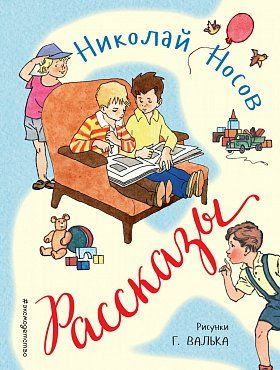 Николай Носов
Рассказы
Рисунки
Г. ВАЛЬКА
#эксмодетство